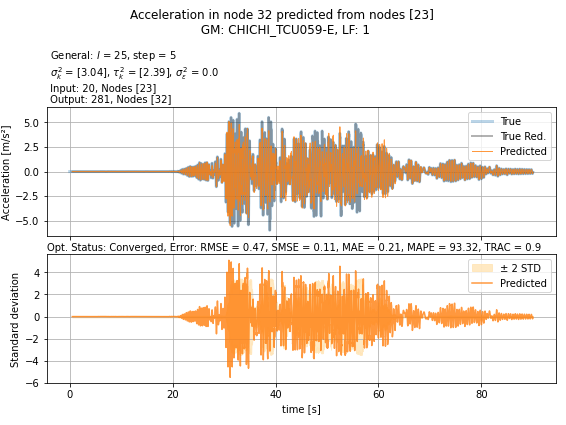 Acceleration in node 32 predicted from nodes [23]
GM: CHICHI_TCU059-E, LF: 1
General: l = 25, step = 5
σ²ₖ = [3.04], τ²ₖ = [2.39], σ²ε = 0.0
Input: 20, Nodes [23]
Output: 281, Nodes [32]
Acceleration [m/s²]
5.0
2.5
0.0
−2.5
−5.0
True
True Red.
Predicted
Opt. Status: Converged, Error: RMSE = 0.47, SMSE = 0.11, MAE = 0.21, MAPE = 93.32, TRAC = 0.9
Standard deviation
4
2
0
−2
−4
−6
± 2 STD
Predicted
0 20 40 60 80
time [s]